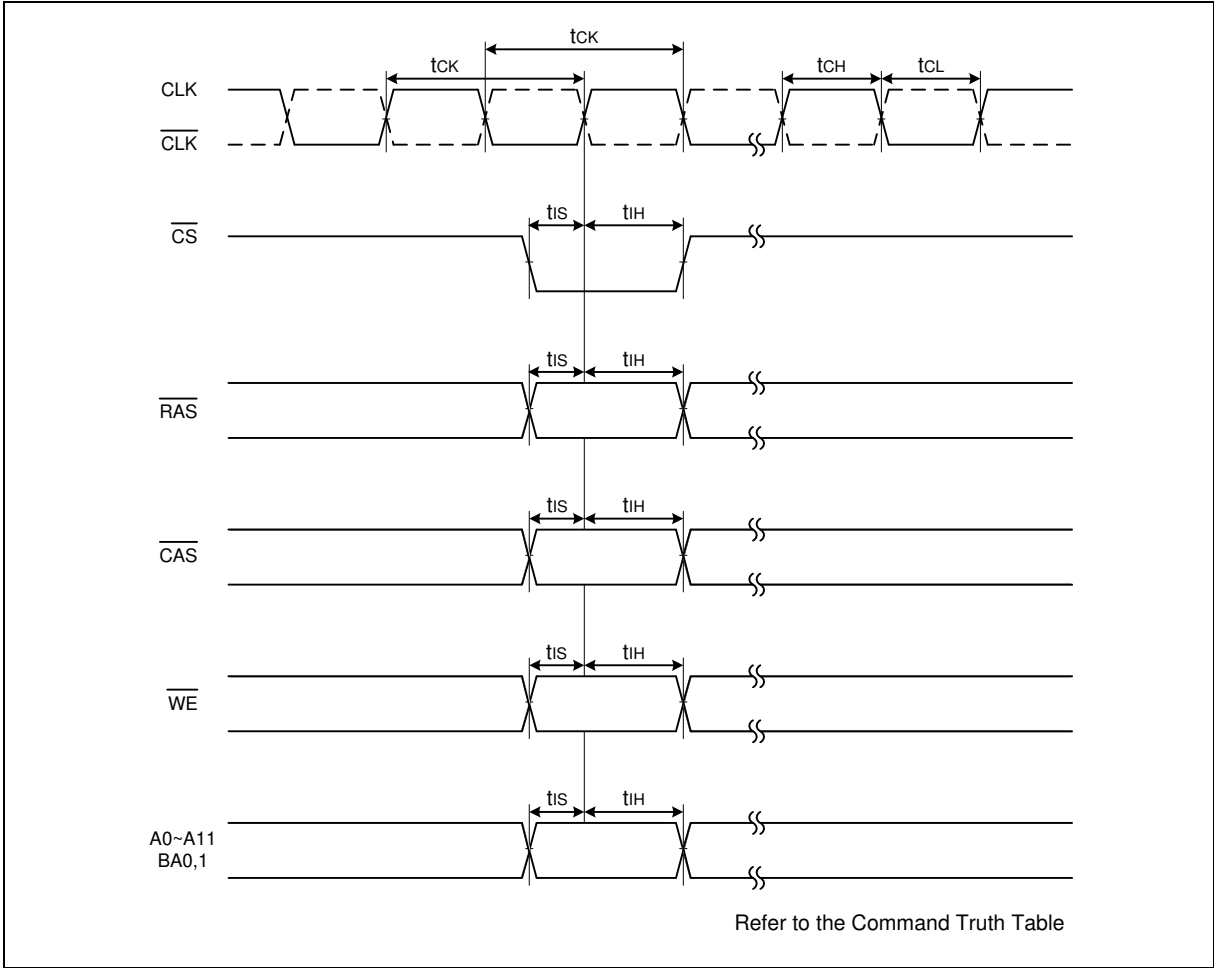 tCK
tCK tCH tCL
CLK
CLK
tIS tIH
CS
tIS tIH
RAS
tIS tIH
CAS
tIS tIH
WE
tIS tIH
A0~A11
BA0,1
Refer to the Command Truth Table